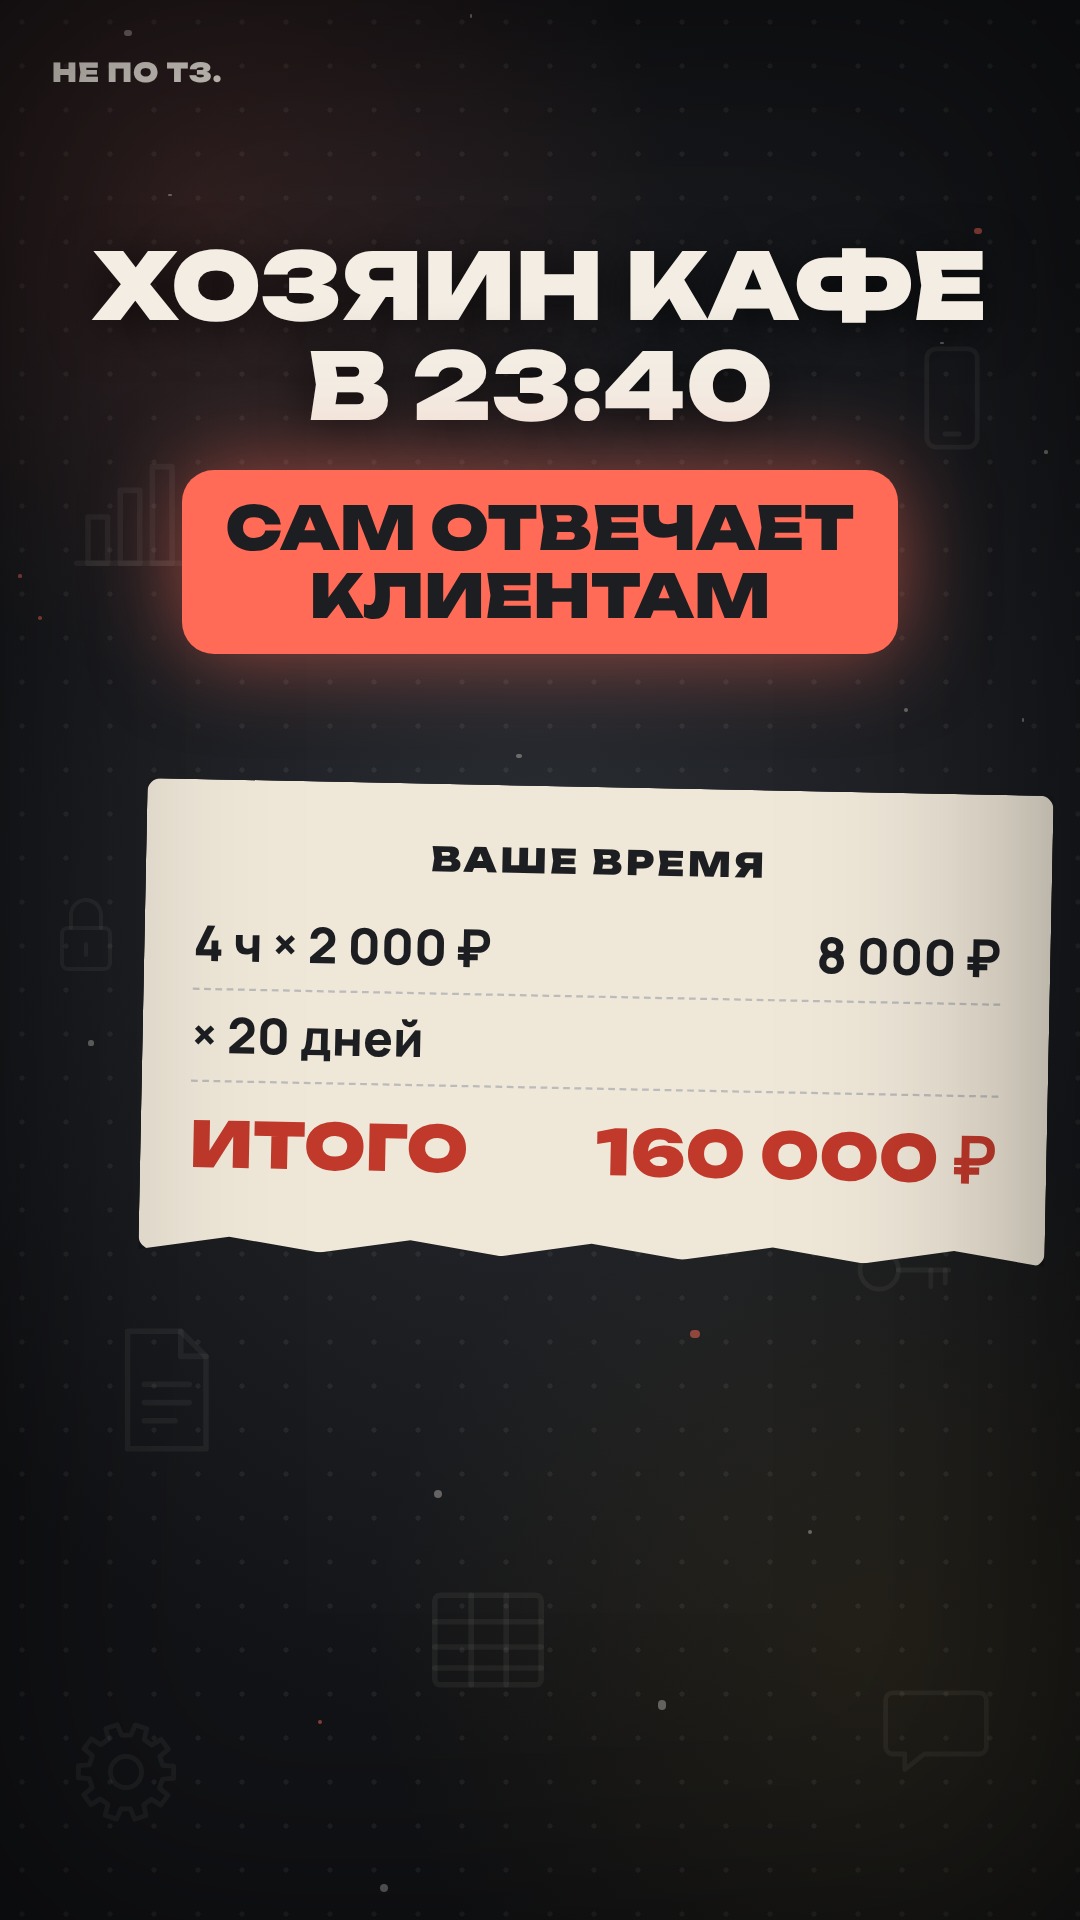 НЕ ПО ТЗ.
ХОЗЯИН КАФЕ
В 23:40
САМ ОТВЕЧАЕТ
КЛИЕНТАМ
ВАШЕ ВРЕМЯ
4 ч × 2 000 ₽ 8 000 ₽
× 20 дней
ИТОГО 160 000 ₽